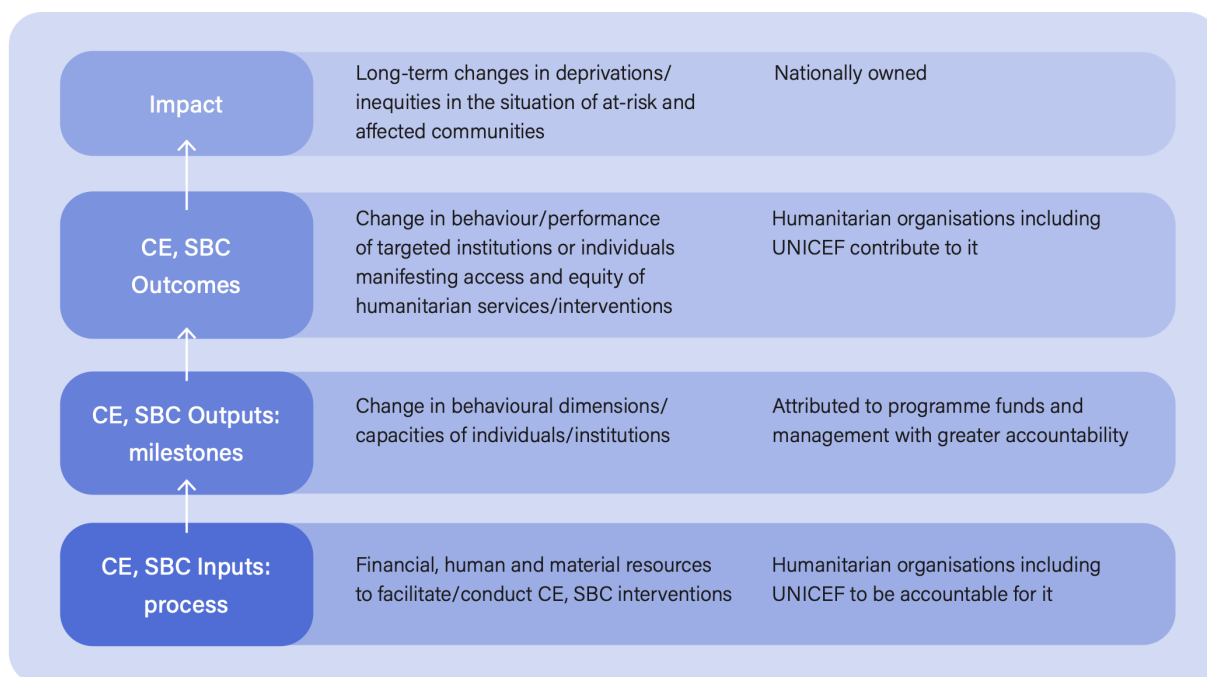 Impact
Long-term changes in deprivations/
inequities in the situation of at-risk and
affected communities
Nationally owned
CE, SBC
Outcomes
Change in behaviour/performance
of targeted institutions or individuals
manifesting access and equity of
humanitarian services/interventions
Humanitarian organisations including
UNICEF contribute to it
CE, SBC Outputs:
milestones
Change in behavioural dimensions/
capacities of individuals/institutions
Attributed to programme funds and
management with greater accountability
CE, SBC Inputs:
process
Financial, human and material resources
to facilitate/conduct CE, SBC interventions
Humanitarian organisations including
UNICEF to be accountable for it